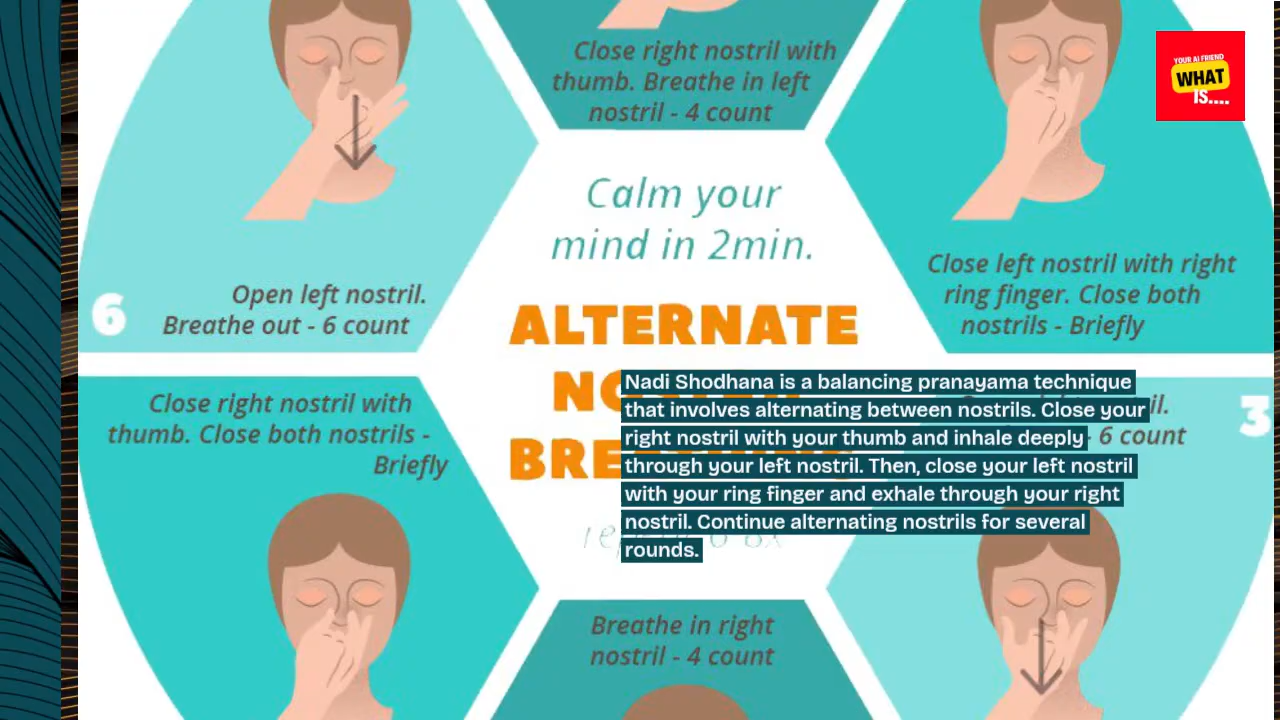 Close right nostril with
thumb. Breathe in left
nostril - 4 count
YOUR AI FRIEND
WHAT
IS....
Calm your
mind in 2min.
Close left nostril with right
ring finger. Close both
nostrils - Briefly
6
Open left nostril.
Breathe out - 6 count
ALTERNATE
Nadi Shodhana is a balancing pranayama technique
that involves alternating between nostrils. Close your
right nostril with your thumb and inhale deeply
through your left nostril. Then, close your left nostril
with your ring finger and exhale through your right
nostril. Continue alternating nostrils for several
rounds.
3
6 count
Close right nostril with
thumb. Close both nostrils -
Briefly
Breathe in right
nostril - 4 count